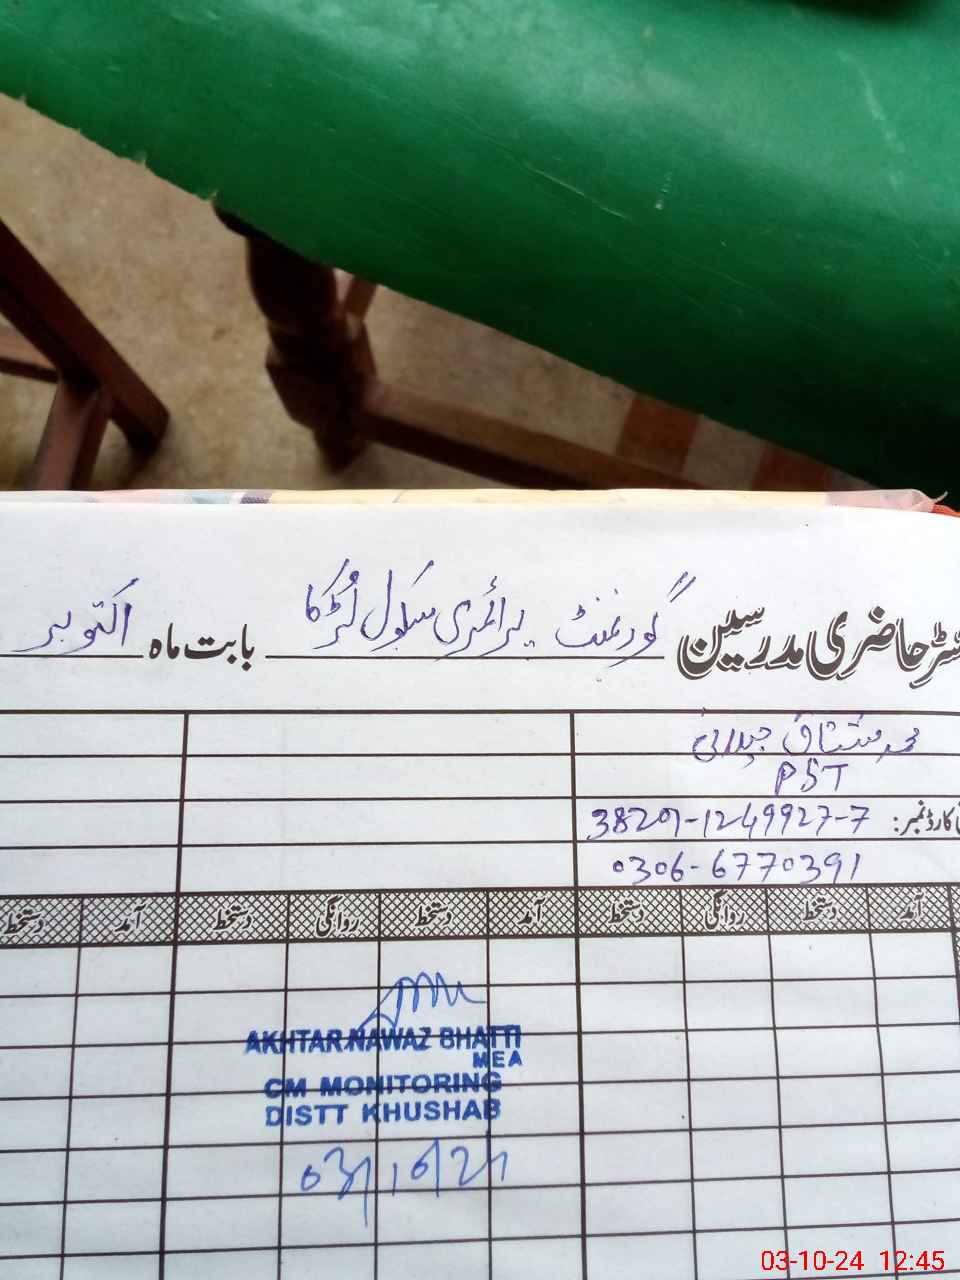 رجسٹر حاضری مدرسین گورنمنٹ پرائمری سکول لڑکا بابت ماہ اکتوبر
محمد مشتاق جیلانی
PST
کارڈ نمبر: 38201-1249927-7
0306-6770391
آمد دستخط روانگی دستخط آمد دستخط روانگی دستخط آمد دستخط
AKHTAR NAWAZ BHATTI
MEA
CM MONITORING
DISTT KHUSHAB
03/10/24
03-10-24 12:45